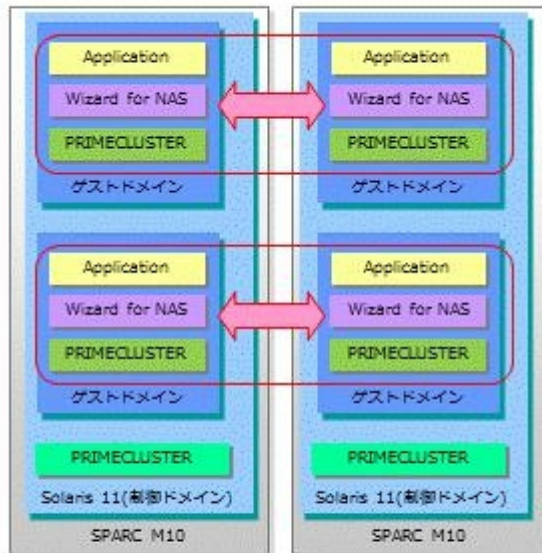 Application
Wizard for NAS
PRIMECLUSTER
ゲストドメイン
Application
Wizard for NAS
PRIMECLUSTER
ゲストドメイン
PRIMECLUSTER
Solaris 11(制御ドメイン)
SPARC M10
Application
Wizard for NAS
PRIMECLUSTER
ゲストドメイン
Application
Wizard for NAS
PRIMECLUSTER
ゲストドメイン
PRIMECLUSTER
Solaris 11(制御ドメイン)
SPARC M10